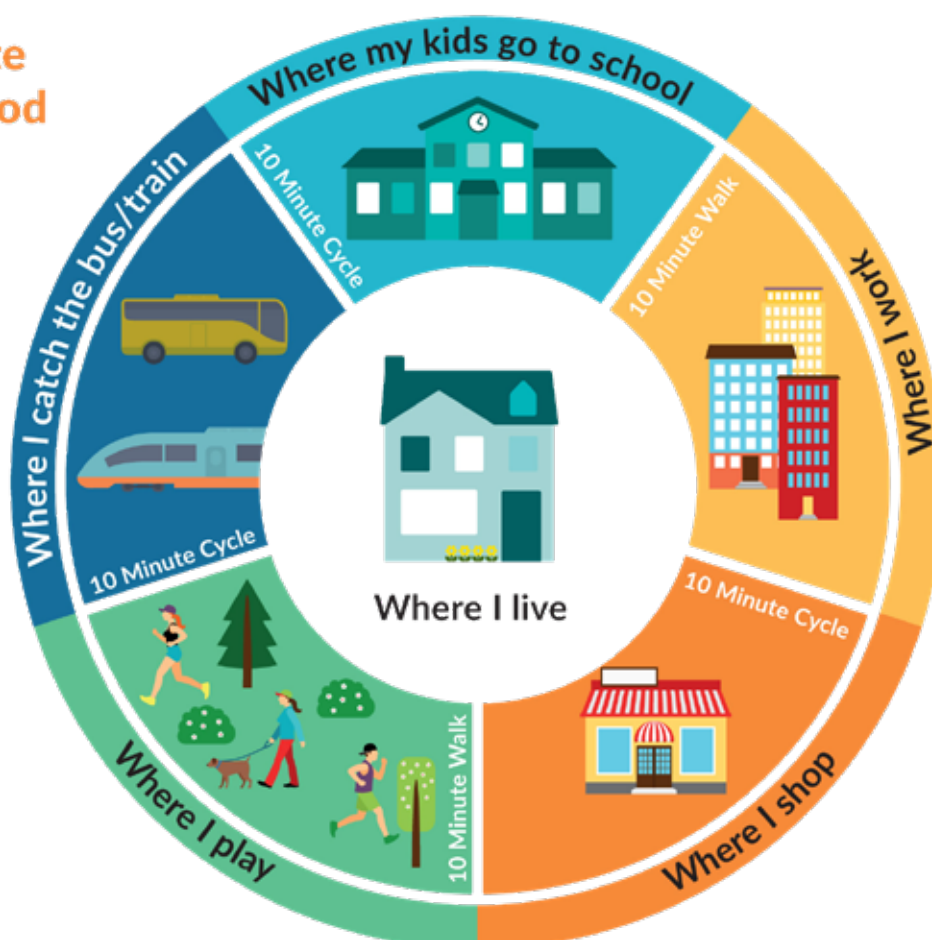 Where my kids go to school
10 Minute Cycle
Where I work
10 Minute Walk
Where I shop
10 Minute Cycle
Where I play
10 Minute Walk
Where I catch the bus/train
10 Minute Cycle
Where I live